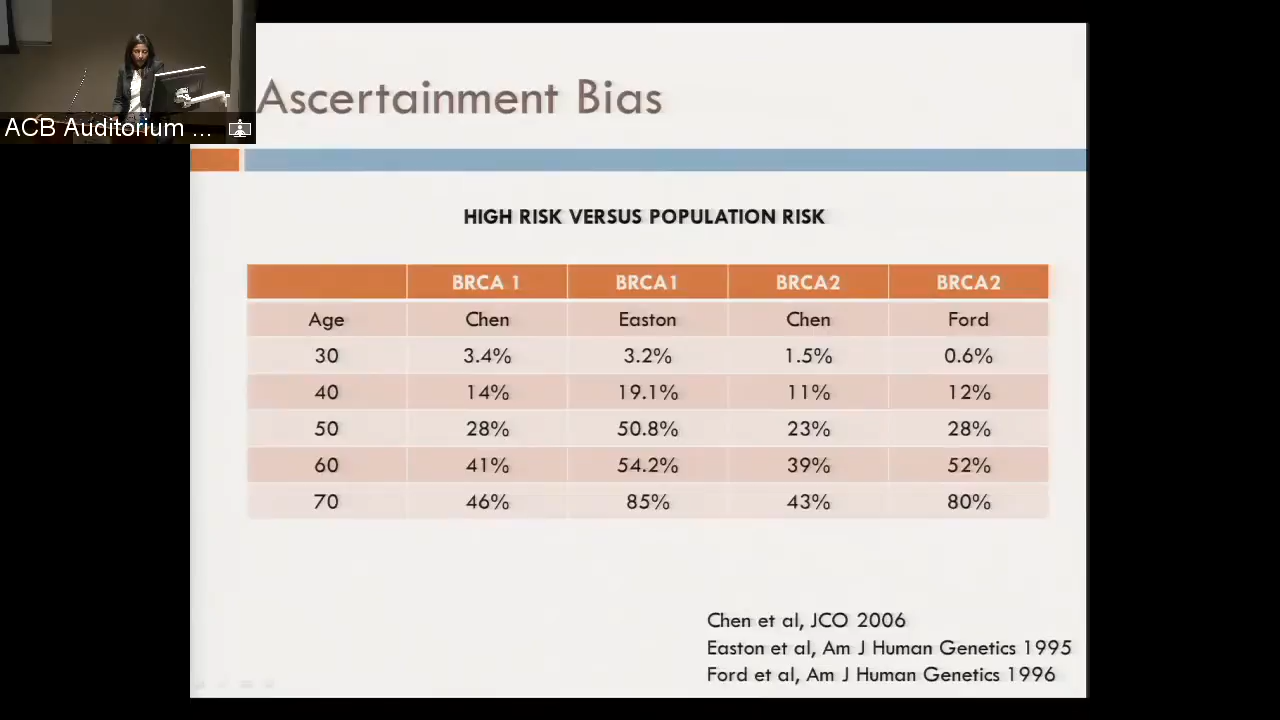 ACB Auditorium ...
Ascertainment Bias
HIGH RISK VERSUS POPULATION RISK
BRCA 1 BRCA1 BRCA2 BRCA2
Age Chen Easton Chen Ford
30 3.4% 3.2% 1.5% 0.6%
40 14% 19.1% 11% 12%
50 28% 50.8% 23% 28%
60 41% 54.2% 39% 52%
70 46% 85% 43% 80%
Chen et al, JCO 2006
Easton et al, Am J Human Genetics 1995
Ford et al, Am J Human Genetics 1996